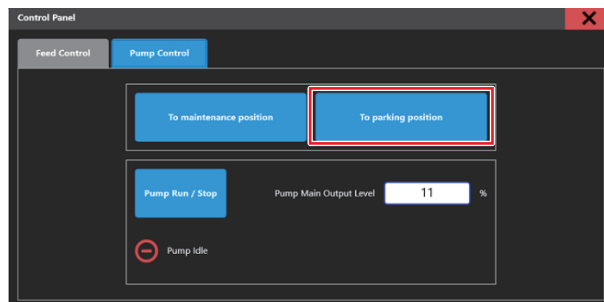 Control Panel
Feed Control
Pump Control
To maintenance position
To parking position
Pump Run / Stop
Pump Main Output Level
11
%
Pump Idle